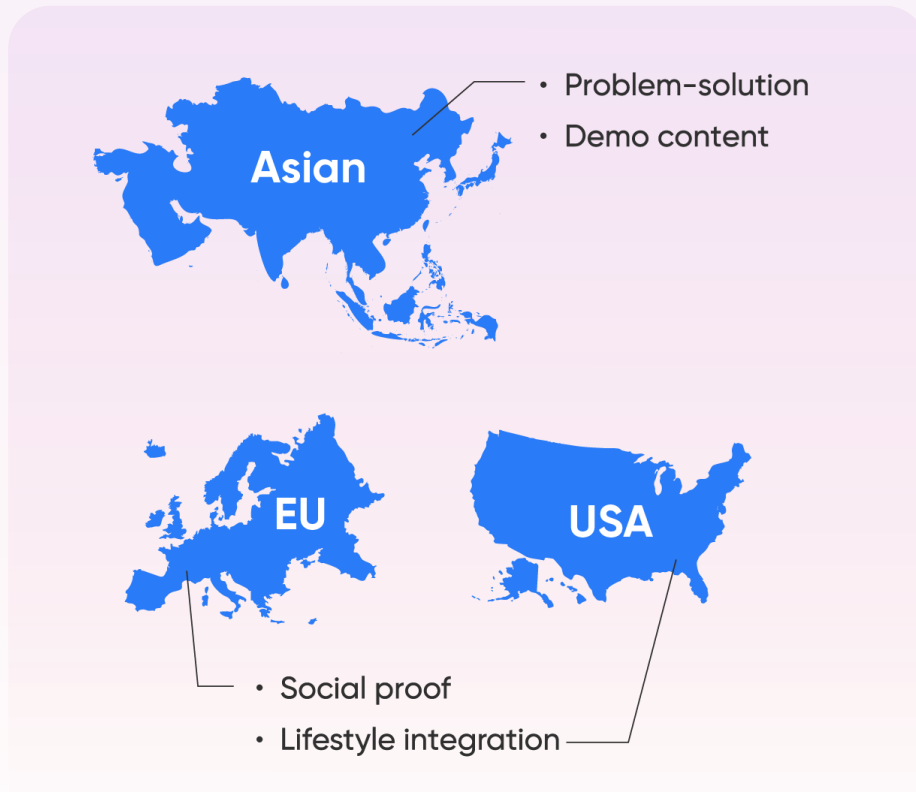 Asian
• Problem-solution
• Demo content
EU
USA
• Social proof
• Lifestyle integration